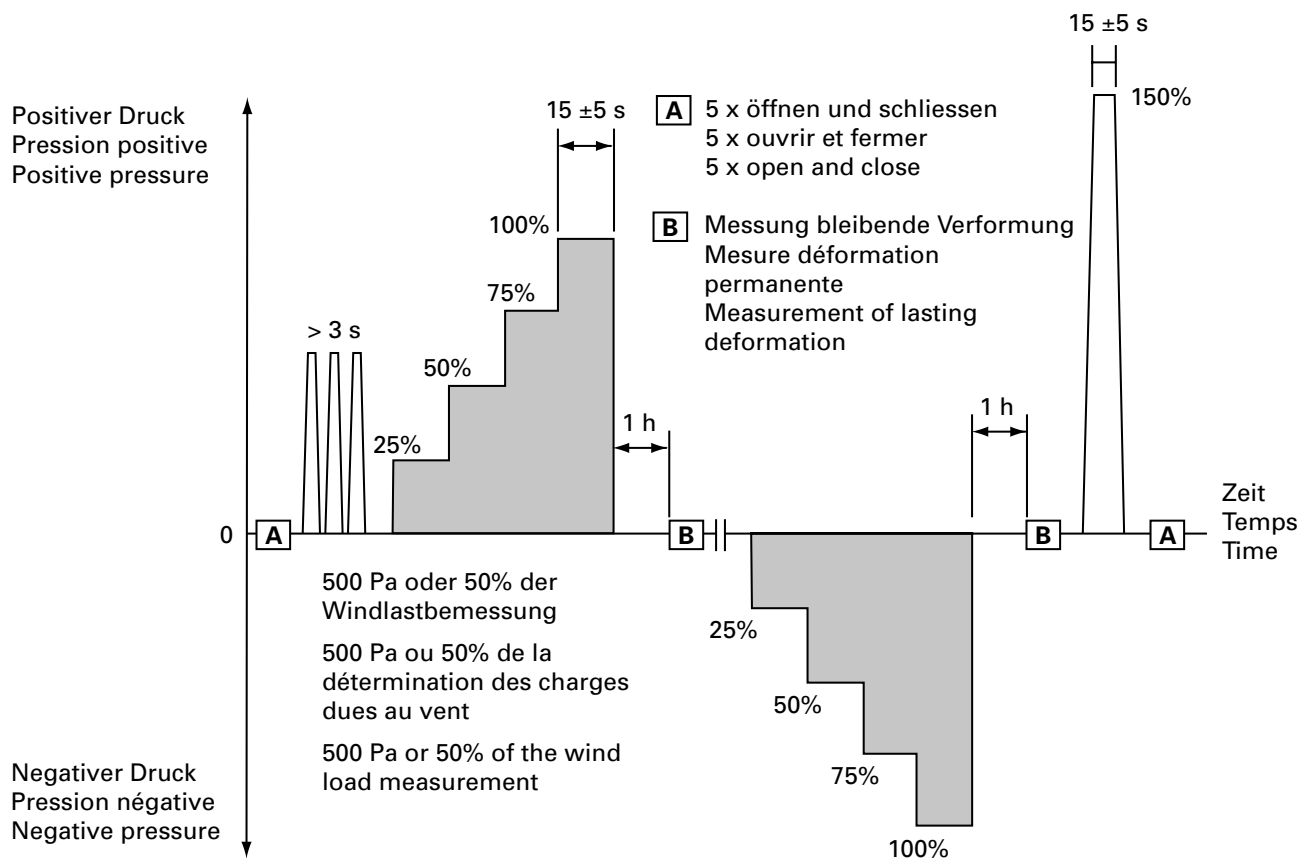 15 ±5 s
150%
Positiver Druck
Pression positive
Positive pressure
15 ±5 s
A 5 x öffnen und schliessen
5 x ouvrir et fermer
5 x open and close
B Messung bleibende Verformung
Mesure déformation
permanente
Measurement of lasting
deformation
100%
75%
> 3 s
50%
25%
1 h
1 h
0
A
B
B
A
Zeit
Temps
Time
500 Pa oder 50% der
Windlastbemessung
500 Pa ou 50% de la
détermination des charges
dues au vent
500 Pa or 50% of the wind
load measurement
25%
50%
75%
100%
Negativer Druck
Pression négative
Negative pressure